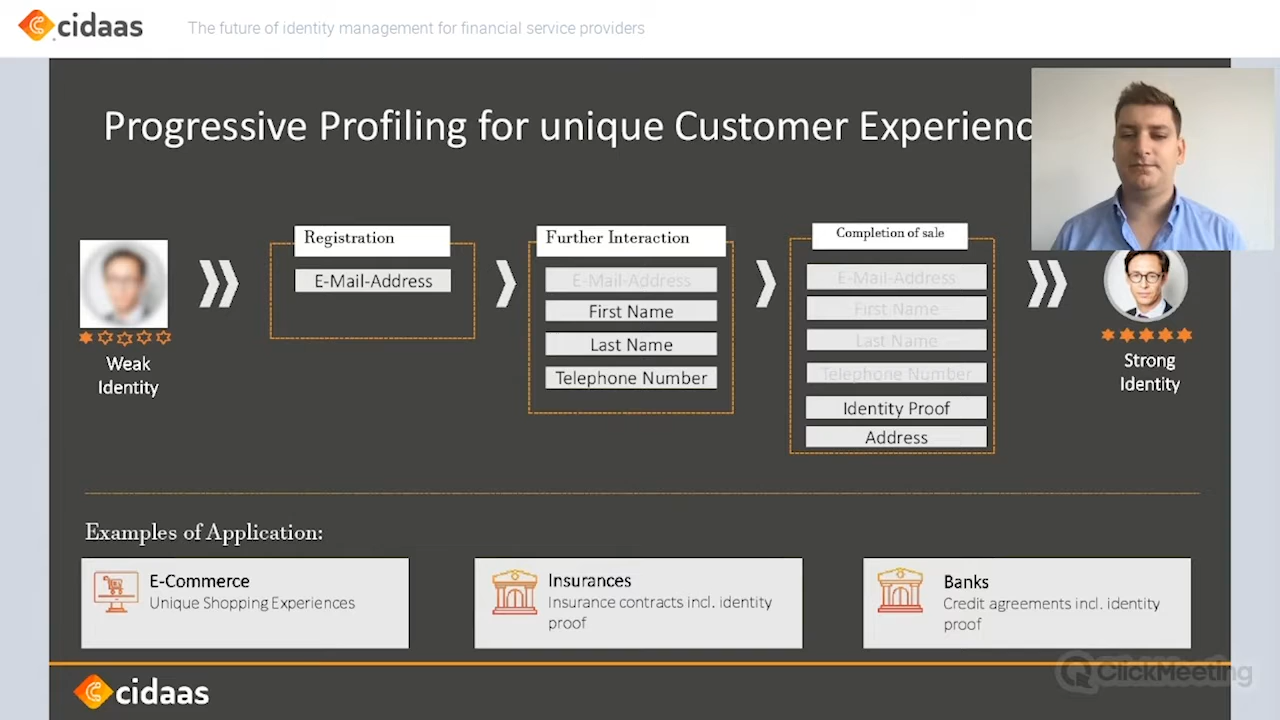 cidaas
The future of identity management for financial service providers
Progressive Profiling for unique Customer Experienc
Registration
E-Mail-Address
Further Interaction
E-Mail-Address
First Name
Last Name
Telephone Number
Completion of sale
E-Mail-Address
First Name
Last Name
Telephone Number
Identity Proof
Address
Weak
Identity
Strong
Identity
Examples of Application:
E-Commerce
Unique Shopping Experiences
Insurances
Insurance contracts incl. identity
proof
Banks
Credit agreements incl. identity
proof
cidaas
ClickMeeting